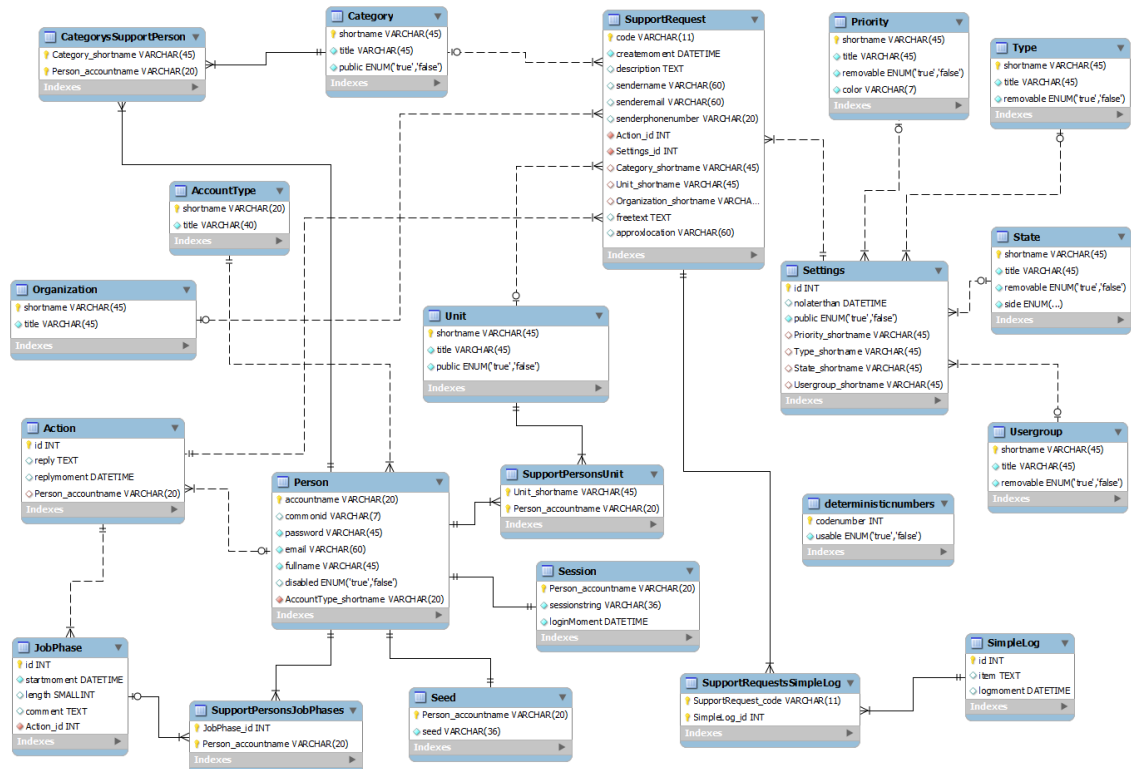 CategorysSupportPerson
Category_shortname VARCHAR(45)
Person_accountname VARCHAR(20)
Indexes
Category
shortname VARCHAR(45)
title VARCHAR(45)
public ENUM('true','false')
Indexes
SupportRequest
code VARCHAR(11)
createmoment DATETIME
description TEXT
sendername VARCHAR(60)
senderemail VARCHAR(60)
senderphonenumber VARCHAR(20)
Action_id INT
Settings_id INT
Category_shortname VARCHAR(45)
Unit_shortname VARCHAR(45)
Organization_shortname VARCHA...
freetext TEXT
approxlocation VARCHAR(60)
Indexes
Priority
shortname VARCHAR(45)
title VARCHAR(45)
removable ENUM('true','false')
color VARCHAR(7)
Indexes
Type
shortname VARCHAR(45)
title VARCHAR(45)
removable ENUM('true','false')
Indexes
AccountType
shortname VARCHAR(20)
title VARCHAR(40)
Indexes
Organization
shortname VARCHAR(45)
title VARCHAR(45)
Indexes
Unit
shortname VARCHAR(45)
title VARCHAR(45)
public ENUM('true','false')
Indexes
Settings
id INT
nolaterthan DATETIME
public ENUM('true','false')
Priority_shortname VARCHAR(45)
Type_shortname VARCHAR(45)
State_shortname VARCHAR(45)
Usergroup_shortname VARCHAR(45)
Indexes
State
shortname VARCHAR(45)
title VARCHAR(45)
removable ENUM('true','false')
side ENUM(...)
Indexes
Usergroup
shortname VARCHAR(45)
title VARCHAR(45)
removable ENUM('true','false')
Indexes
Action
id INT
reply TEXT
replymoment DATETIME
Person_accountname VARCHAR(20)
Indexes
Person
accountname VARCHAR(20)
commonid VARCHAR(7)
password VARCHAR(45)
email VARCHAR(60)
fullname VARCHAR(45)
disabled ENUM('true','false')
AccountType_shortname VARCHAR(20)
Indexes
SupportPersonsUnit
Unit_shortname VARCHAR(45)
Person_accountname VARCHAR(20)
Indexes
deterministicnumbers
codenumber INT
usable ENUM('true','false')
Indexes
Session
Person_accountname VARCHAR(20)
sessionstring VARCHAR(36)
loginMoment DATETIME
Indexes
JobPhase
id INT
startmoment DATETIME
length SMALLINT
comment TEXT
Action_id INT
Indexes
SupportPersonsJobPhases
JobPhase_id INT
Person_accountname VARCHAR(20)
Indexes
Seed
Person_accountname VARCHAR(20)
seed VARCHAR(36)
Indexes
SupportRequestsSimpleLog
SupportRequest_code VARCHAR(11)
SimpleLog_id INT
Indexes
SimpleLog
id INT
item TEXT
logmoment DATETIME
Indexes